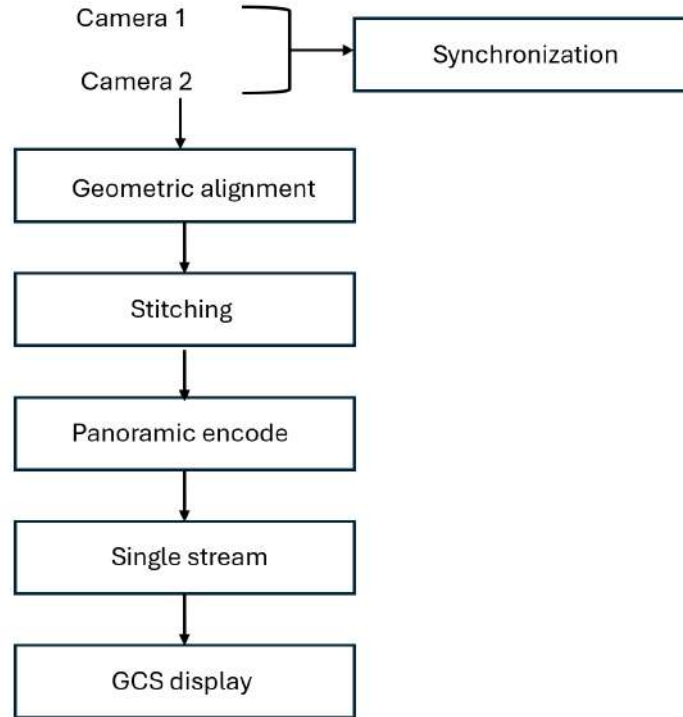 Camera 1
Synchronization
Camera 2
Geometric alignment
Stitching
Panoramic encode
Single stream
GCS display